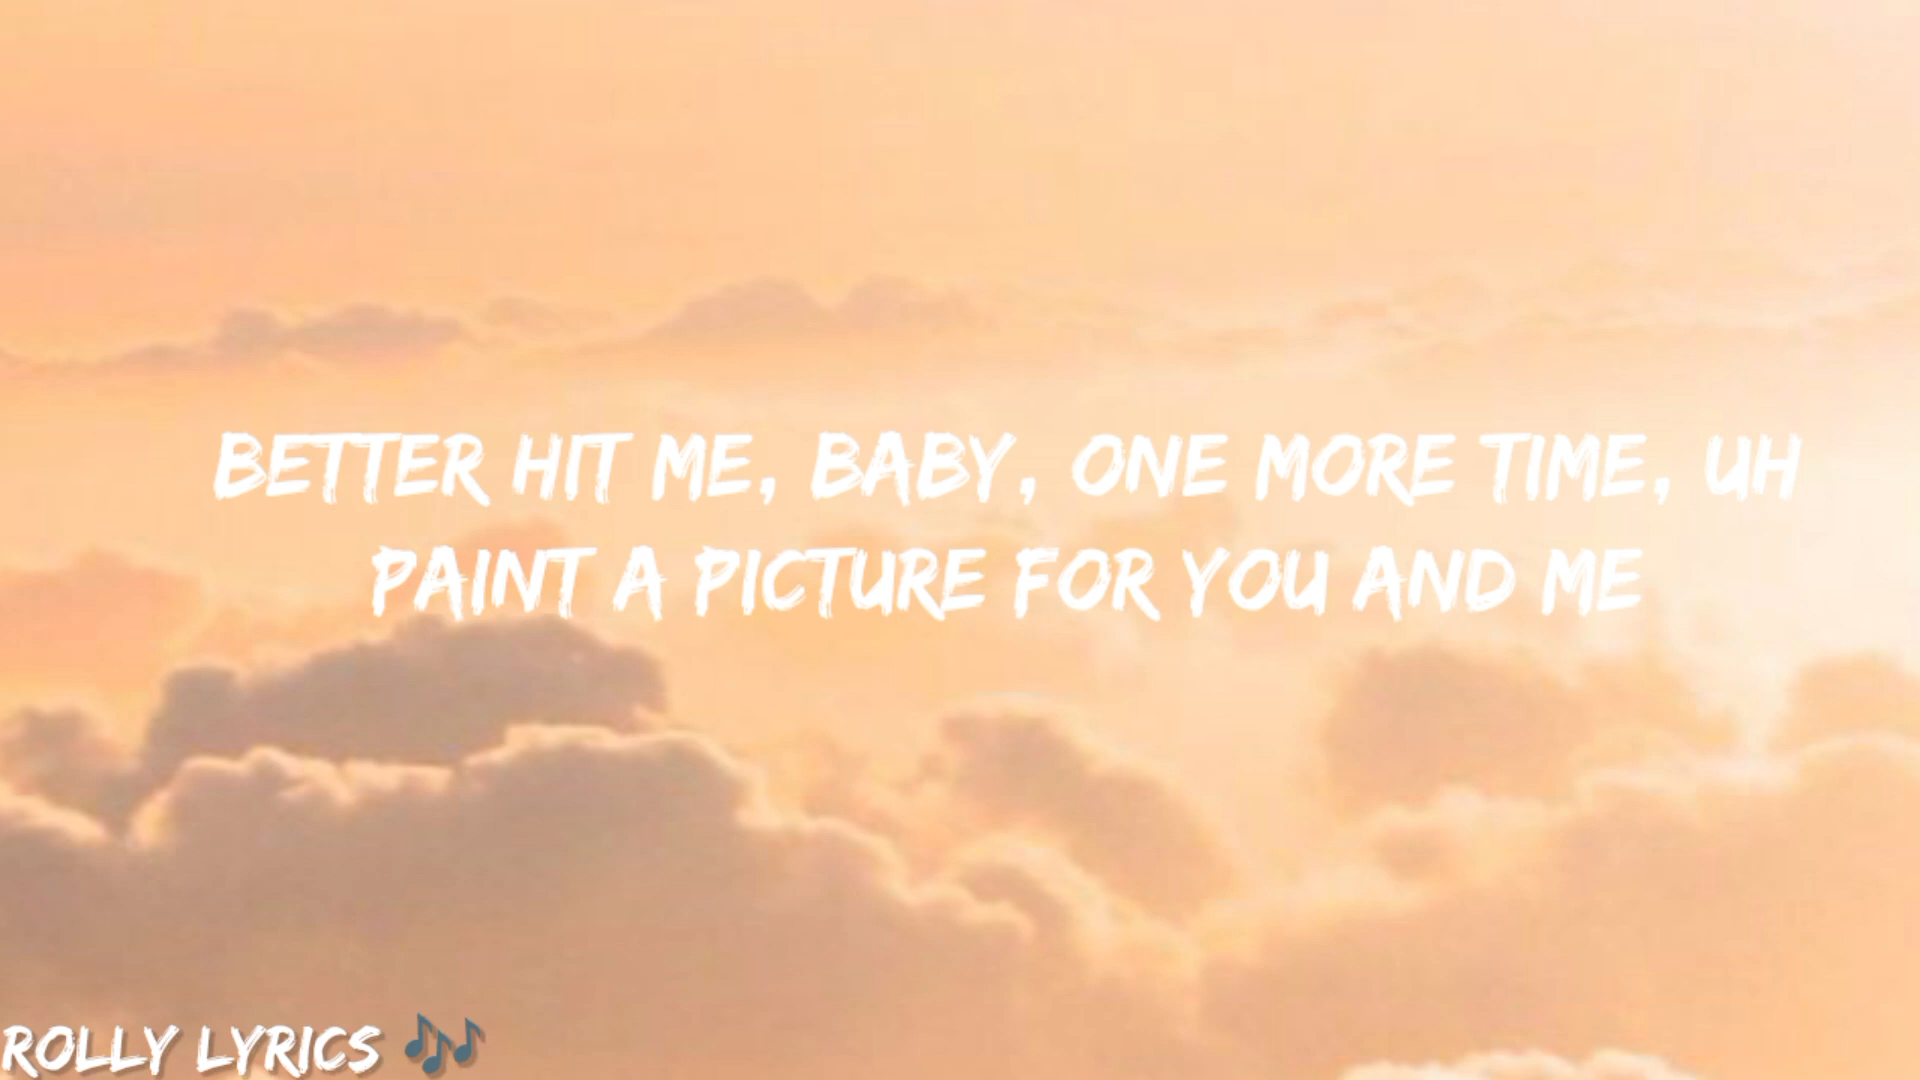 BETTER HIT ME, BABY, ONE MORE TIME, UH
PAINT A PICTURE FOR YOU AND ME
ROLLY LYRICS 🎶